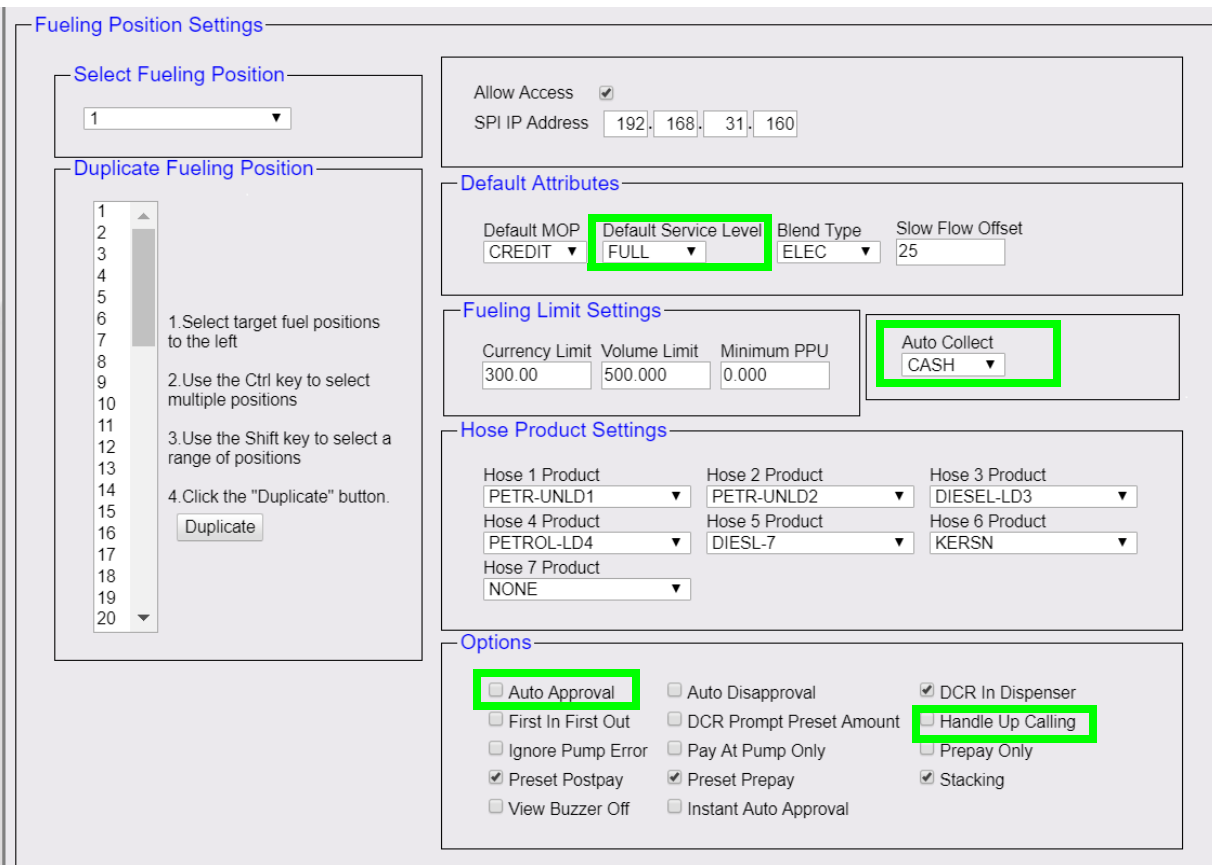 Fueling Position Settings
Select Fueling Position
1
Duplicate Fueling Position
1
2
3
4
5
6
7
8
9
10
11
12
13
14
15
16
17
18
19
20
1.Select target fuel positions
to the left
2.Use the Ctrl key to select
multiple positions
3.Use the Shift key to select a
range of positions
4.Click the "Duplicate" button.
Duplicate
Allow Access
SPI IP Address 192. 168. 31. 160
Default Attributes
Default MOP Default Service Level Blend Type Slow Flow Offset
CREDIT FULL ELEC 25
Fueling Limit Settings
Currency Limit Volume Limit Minimum PPU
300.00 500.000 0.000
Auto Collect
CASH
Hose Product Settings
Hose 1 Product Hose 2 Product Hose 3 Product
PETR-UNLD1 PETR-UNLD2 DIESEL-LD3
Hose 4 Product Hose 5 Product Hose 6 Product
PETROL-LD4 DIESL-7 KERSN
Hose 7 Product
NONE
Options
Auto Approval Auto Disapproval DCR In Dispenser
First In First Out DCR Prompt Preset Amount Handle Up Calling
Ignore Pump Error Pay At Pump Only Prepay Only
Preset Postpay Preset Prepay Stacking
View Buzzer Off Instant Auto Approval